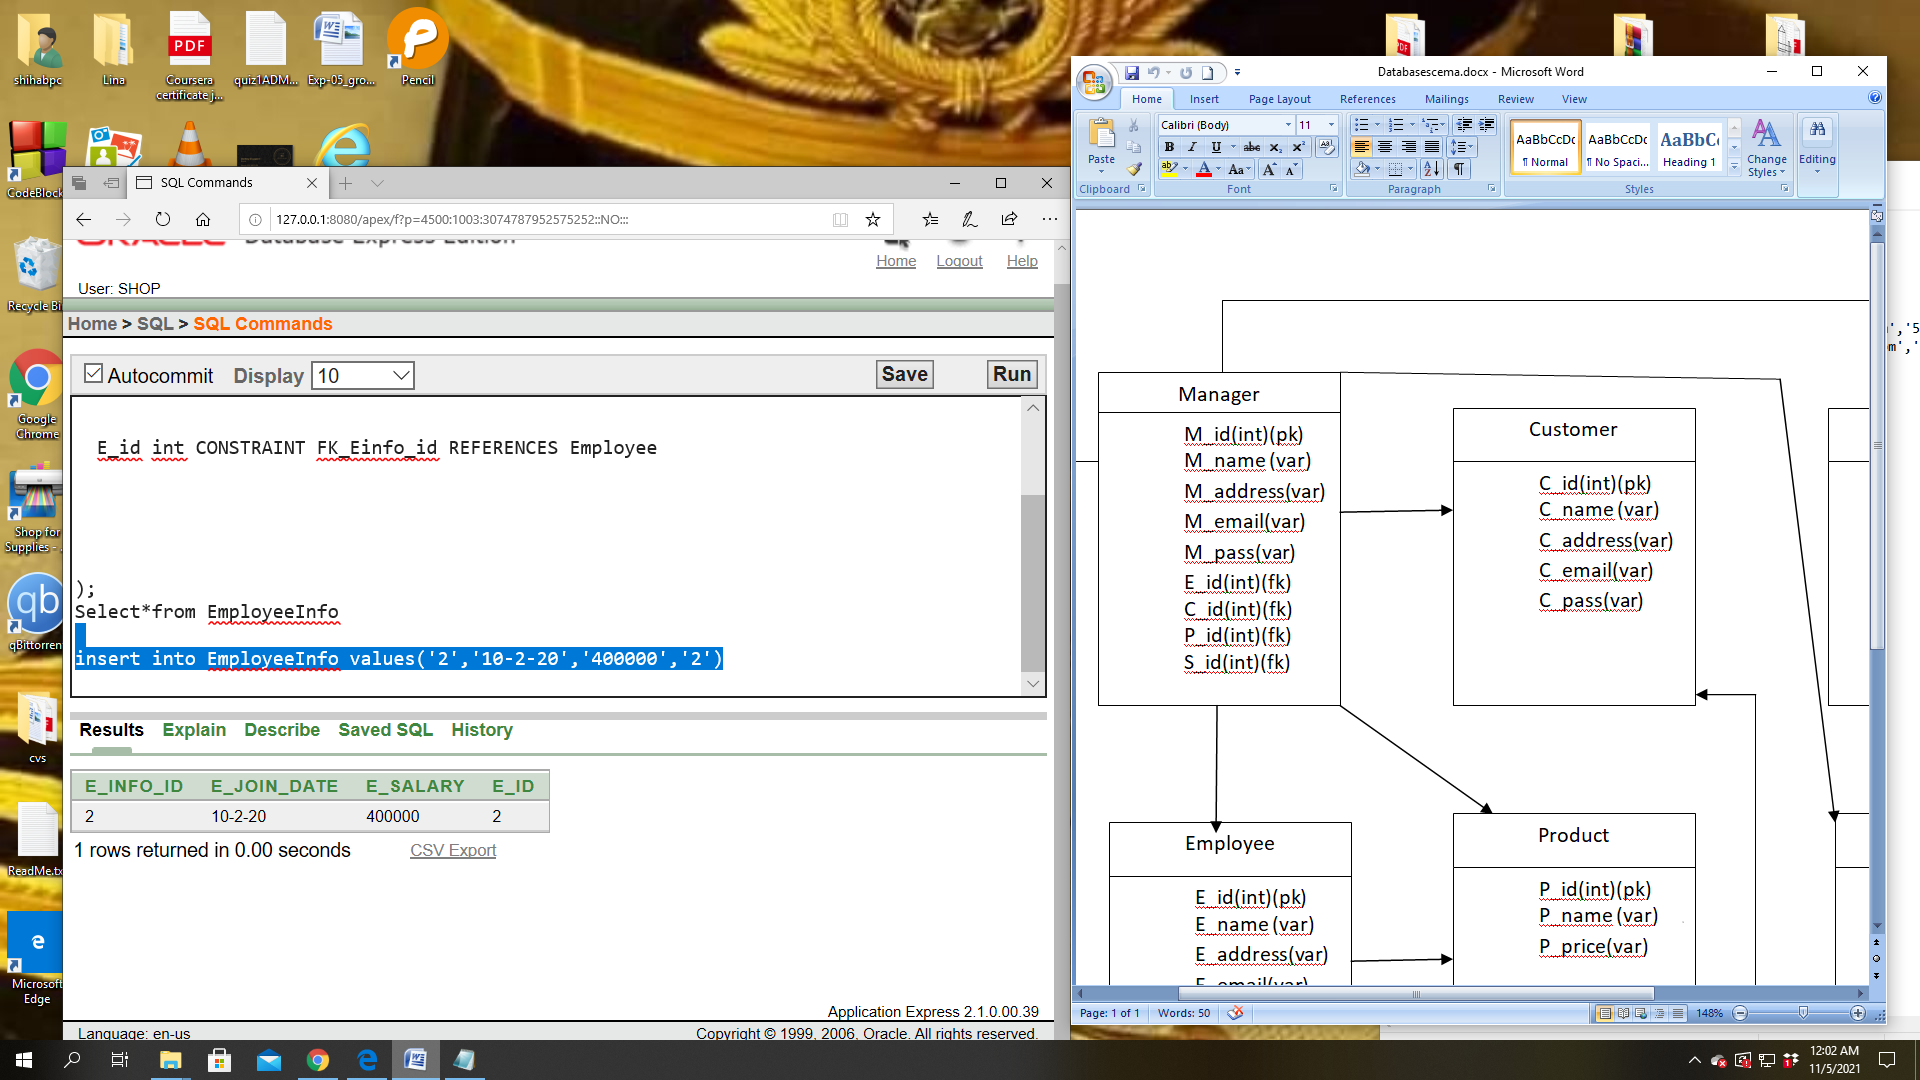 shihabpc
Lina
Coursera certificate j...
quiz1ADM...
Exp-05_gro...
Pencil
PDF
CodeBlock
Recycle Bi
Google Chrome
Shop for Supplies - ..
qBittorren
cvs
ReadMe.tx
Microsoft Edge
SQL Commands
127.0.0.1:8080/apex/f?p=4500:1003:3074787952575252::NO:::
ORACLE Database Express Edition
Home Logout Help
User: SHOP
Home > SQL > SQL Commands
Autocommit Display 10 Save Run
E_id int CONSTRAINT FK_Einfo_id REFERENCES Employee
);
Select*from EmployeeInfo
insert into EmployeeInfo values('2','10-2-20','400000','2')
Results Explain Describe Saved SQL History
E_INFO_ID E_JOIN_DATE E_SALARY E_ID
2 10-2-20 400000 2
1 rows returned in 0.00 seconds CSV Export
Application Express 2.1.0.00.39
Language: en-us Copyright © 1999, 2006, Oracle. All rights reserved.
Databasescema.docx - Microsoft Word
Home Insert Page Layout References Mailings Review View
Paste
Calibri (Body) 11
AaBbCcDc AaBbCcDc AaBbCc
¶ Normal ¶ No Spaci... Heading 1
Change Styles
Editing
Clipboard Font Paragraph Styles
Manager
M_id(int)(pk)
M_name (var)
M_address(var)
M_email(var)
M_pass(var)
E_id(int)(fk)
C_id(int)(fk)
P_id(int)(fk)
S_id(int)(fk)
Customer
C_id(int)(pk)
C_name (var)
C_address(var)
C_email(var)
C_pass(var)
Employee
E_id(int)(pk)
E_name (var)
E_address(var)
E_email(var)
Product
P_id(int)(pk)
P_name (var)
P_price(var)
Page: 1 of 1 Words: 50 148%
','5
om','
12:02 AM
11/5/2021